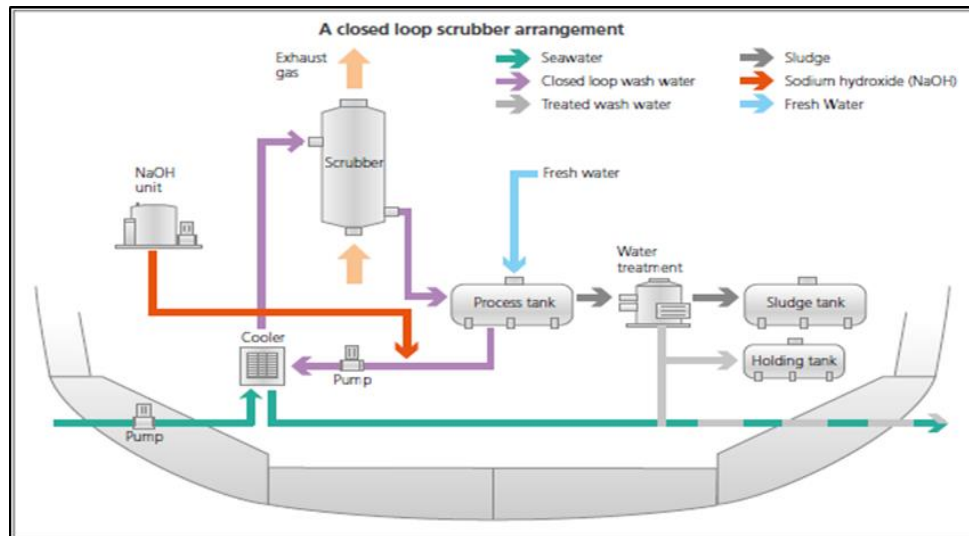 A closed loop scrubber arrangement
Exhaust
gas
Seawater
Closed loop wash water
Treated wash water
Sludge
Sodium hydroxide (NaOH)
Fresh Water
Scrubber
NaOH
unit
Fresh water
Water
treatment
Process tank
Sludge tank
Cooler
Pump
Holding tank
Pump